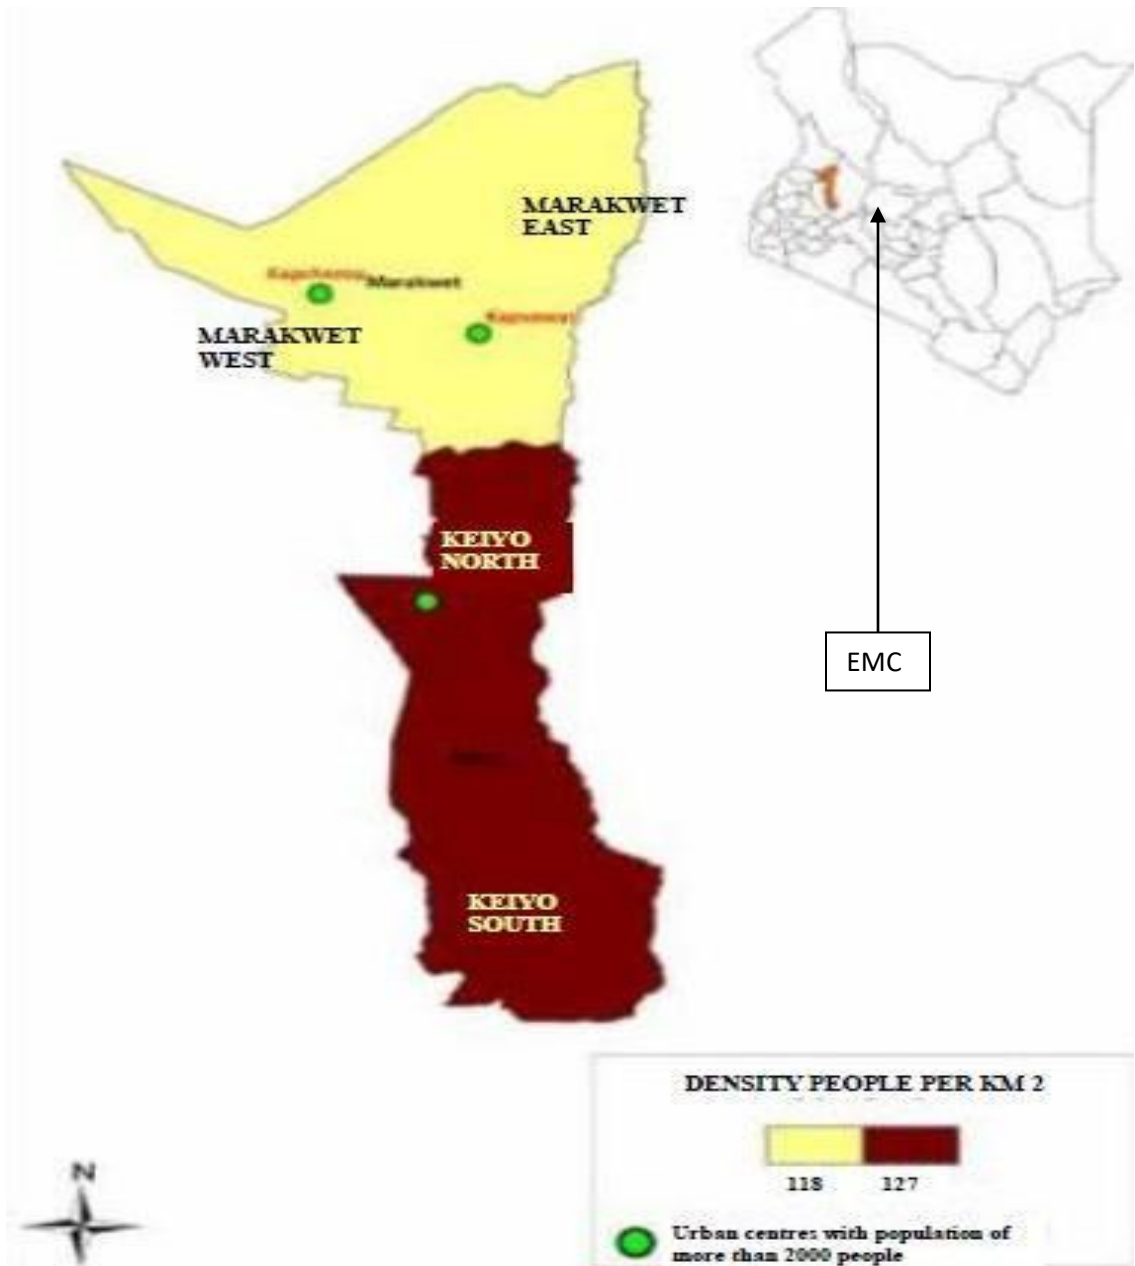 MARAKWET
EAST
Marakwet
MARAKWET
WEST
KEIYO
NORTH
EMC
KEIYO
SOUTH
DENSITY PEOPLE PER KM 2
118 127
N
Urban centres with population of
more than 2000 people